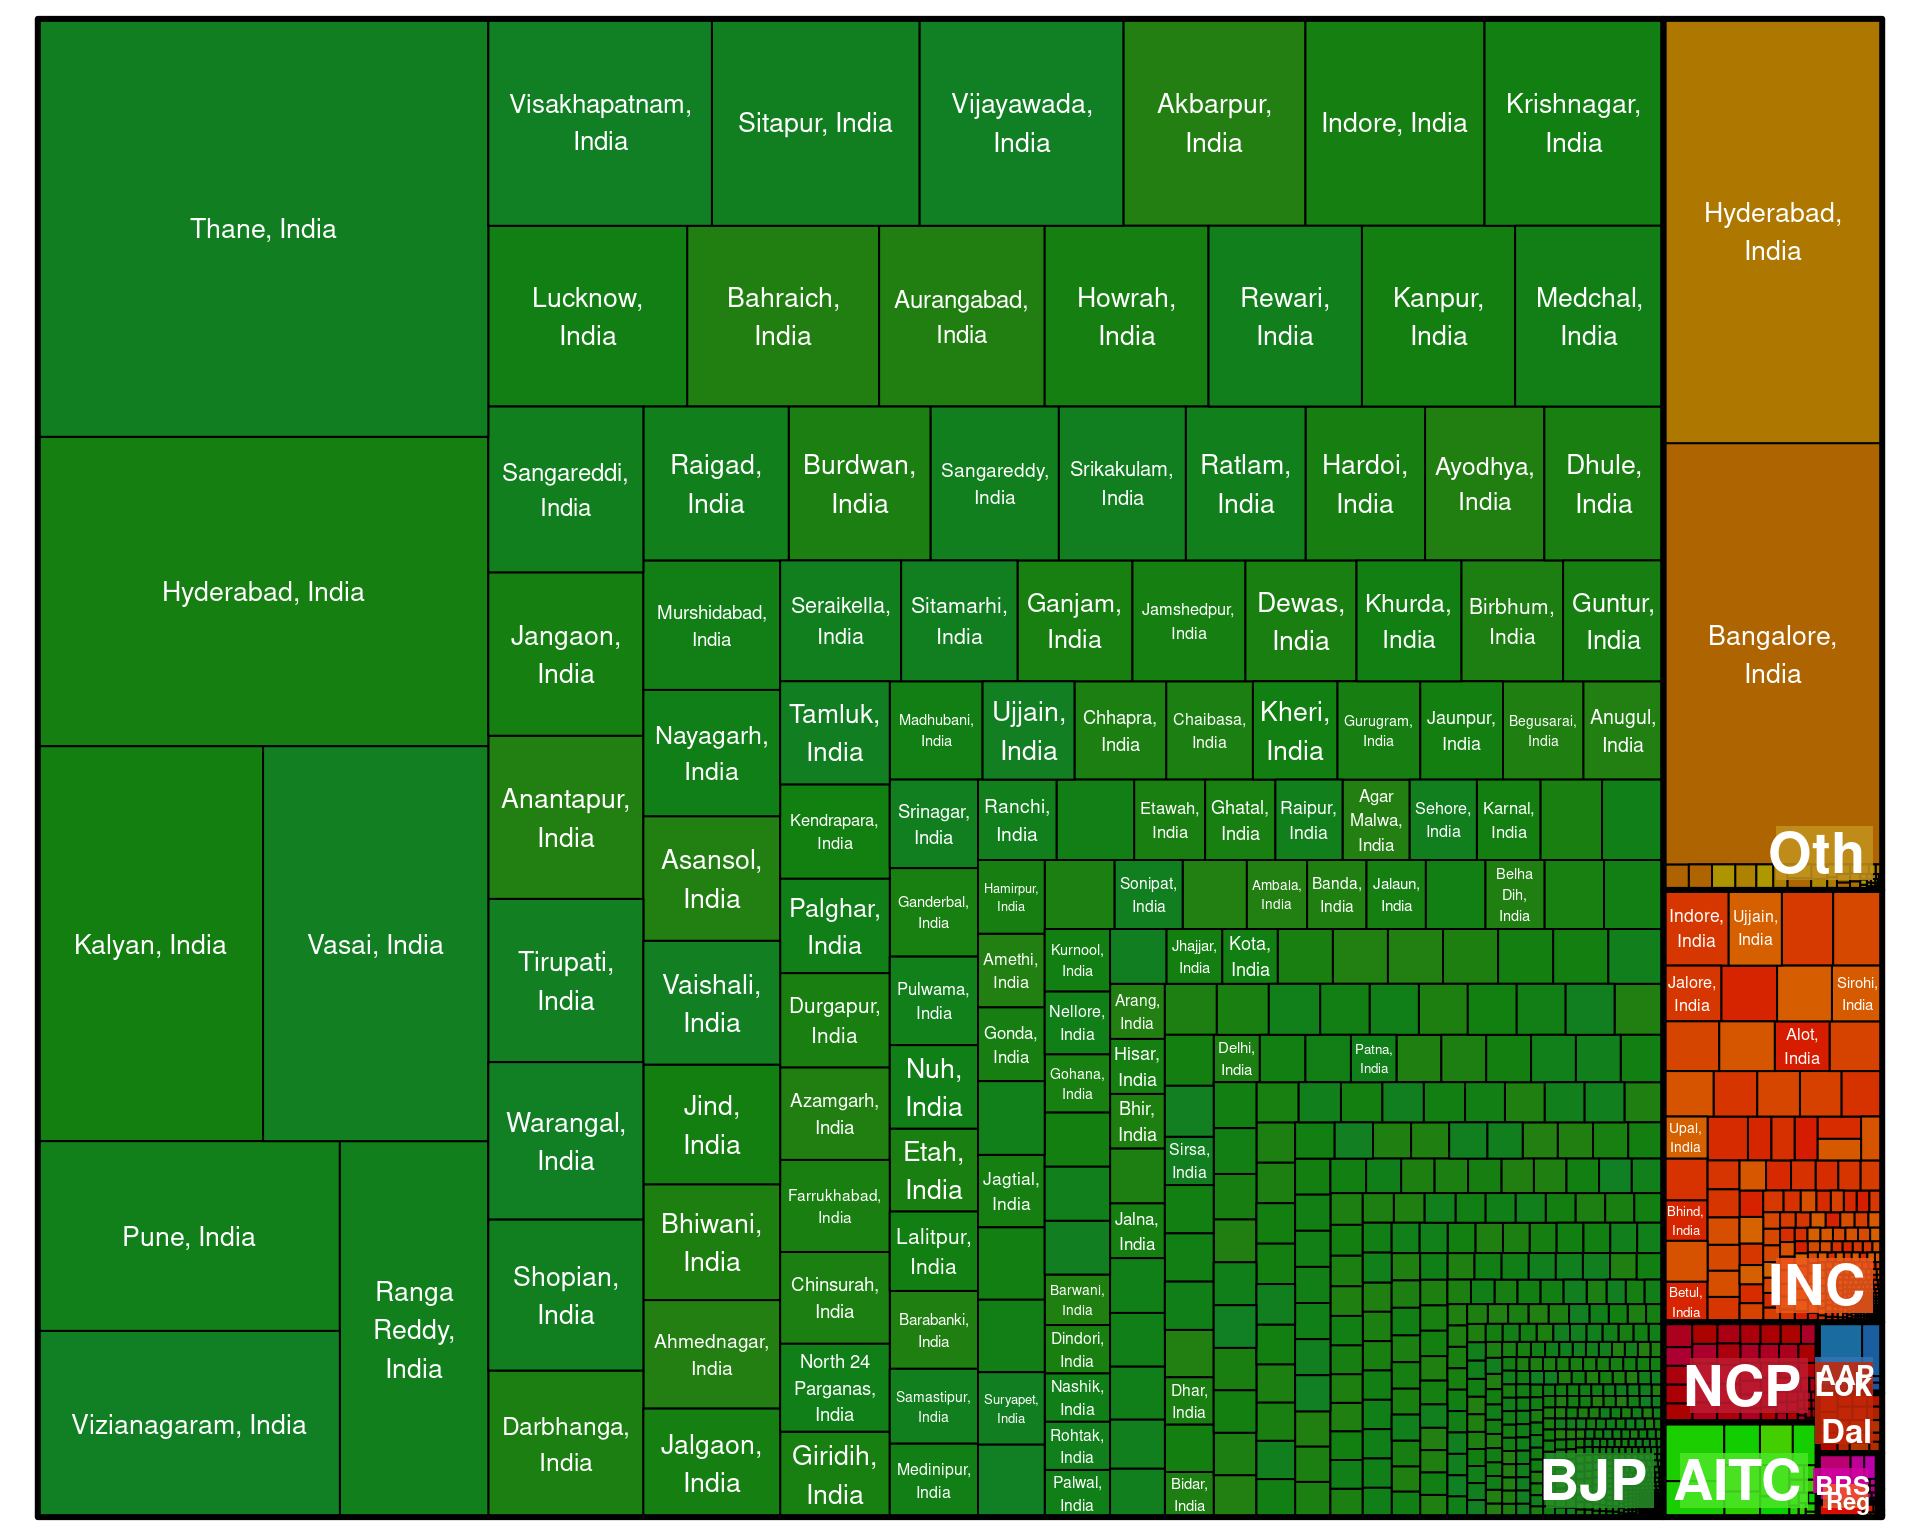 Thane, India
Hyderabad, India
Kalyan, India
Vasai, India
Pune, India
Vizianagaram, India
Ranga
Reddy,
India
Visakhapatnam,
India
Sitapur, India
Vijayawada,
India
Akbarpur,
India
Indore, India
Krishnagar,
India
Lucknow,
India
Bahraich,
India
Aurangabad,
India
Howrah,
India
Rewari,
India
Kanpur,
India
Medchal,
India
Sangareddi,
India
Jangaon,
India
Anantapur,
India
Tirupati,
India
Warangal,
India
Shopian,
India
Darbhanga,
India
Raigad,
India
Burdwan,
India
Sangareddy,
India
Srikakulam,
India
Ratlam,
India
Hardoi,
India
Ayodhya,
India
Dhule,
India
Murshidabad,
India
Nayagarh,
India
Asansol,
India
Vaishali,
India
Jind,
India
Bhiwani,
India
Ahmednagar,
India
Jalgaon,
India
Seraikella,
India
Sitamarhi,
India
Ganjam,
India
Jamshedpur,
India
Dewas,
India
Khurda,
India
Birbhum,
India
Guntur,
India
Tamluk,
India
Kendrapara,
India
Palghar,
India
Durgapur,
India
Azamgarh,
India
Farrukhabad,
India
Chinsurah,
India
North 24
Parganas,
India
Giridih,
India
Madhubani,
India
Ujjain,
India
Chhapra,
India
Chaibasa,
India
Kheri,
India
Gurugram,
India
Jaunpur,
India
Begusarai,
India
Anugul,
India
Srinagar,
India
Ganderbal,
India
Pulwama,
India
Nuh,
India
Etah,
India
Lalitpur,
India
Barabanki,
India
Samastipur,
India
Medinipur,
India
Ranchi,
India
Etawah,
India
Ghatal,
India
Raipur,
India
Agar
Malwa,
India
Sehore,
India
Karnal,
India
Hamirpur,
India
Amethi,
India
Gonda,
India
Jagtial,
India
Suryapet,
India
Sonipat,
India
Ambala,
India
Banda,
India
Jalaun,
India
Belha
Dih,
India
Kurnool,
India
Nellore,
India
Gohana,
India
Barwani,
India
Dindori,
India
Nashik,
India
Rohtak,
India
Palwal,
India
Jhajjar,
India
Kota,
India
Arang,
India
Hisar,
India
Bhir,
India
Jalna,
India
Delhi,
India
Patna,
India
Sirsa,
India
Dhar,
India
Bidar,
India
BJP
Hyderabad,
India
Bangalore,
India
Oth
Indore,
India
Ujjain,
India
Jalore,
India
Sirohi,
India
Alot,
India
Upal,
India
Bhind,
India
Betul,
India
INC
NCP
AAP
Lok
Dal
AITC
BRS
Reg